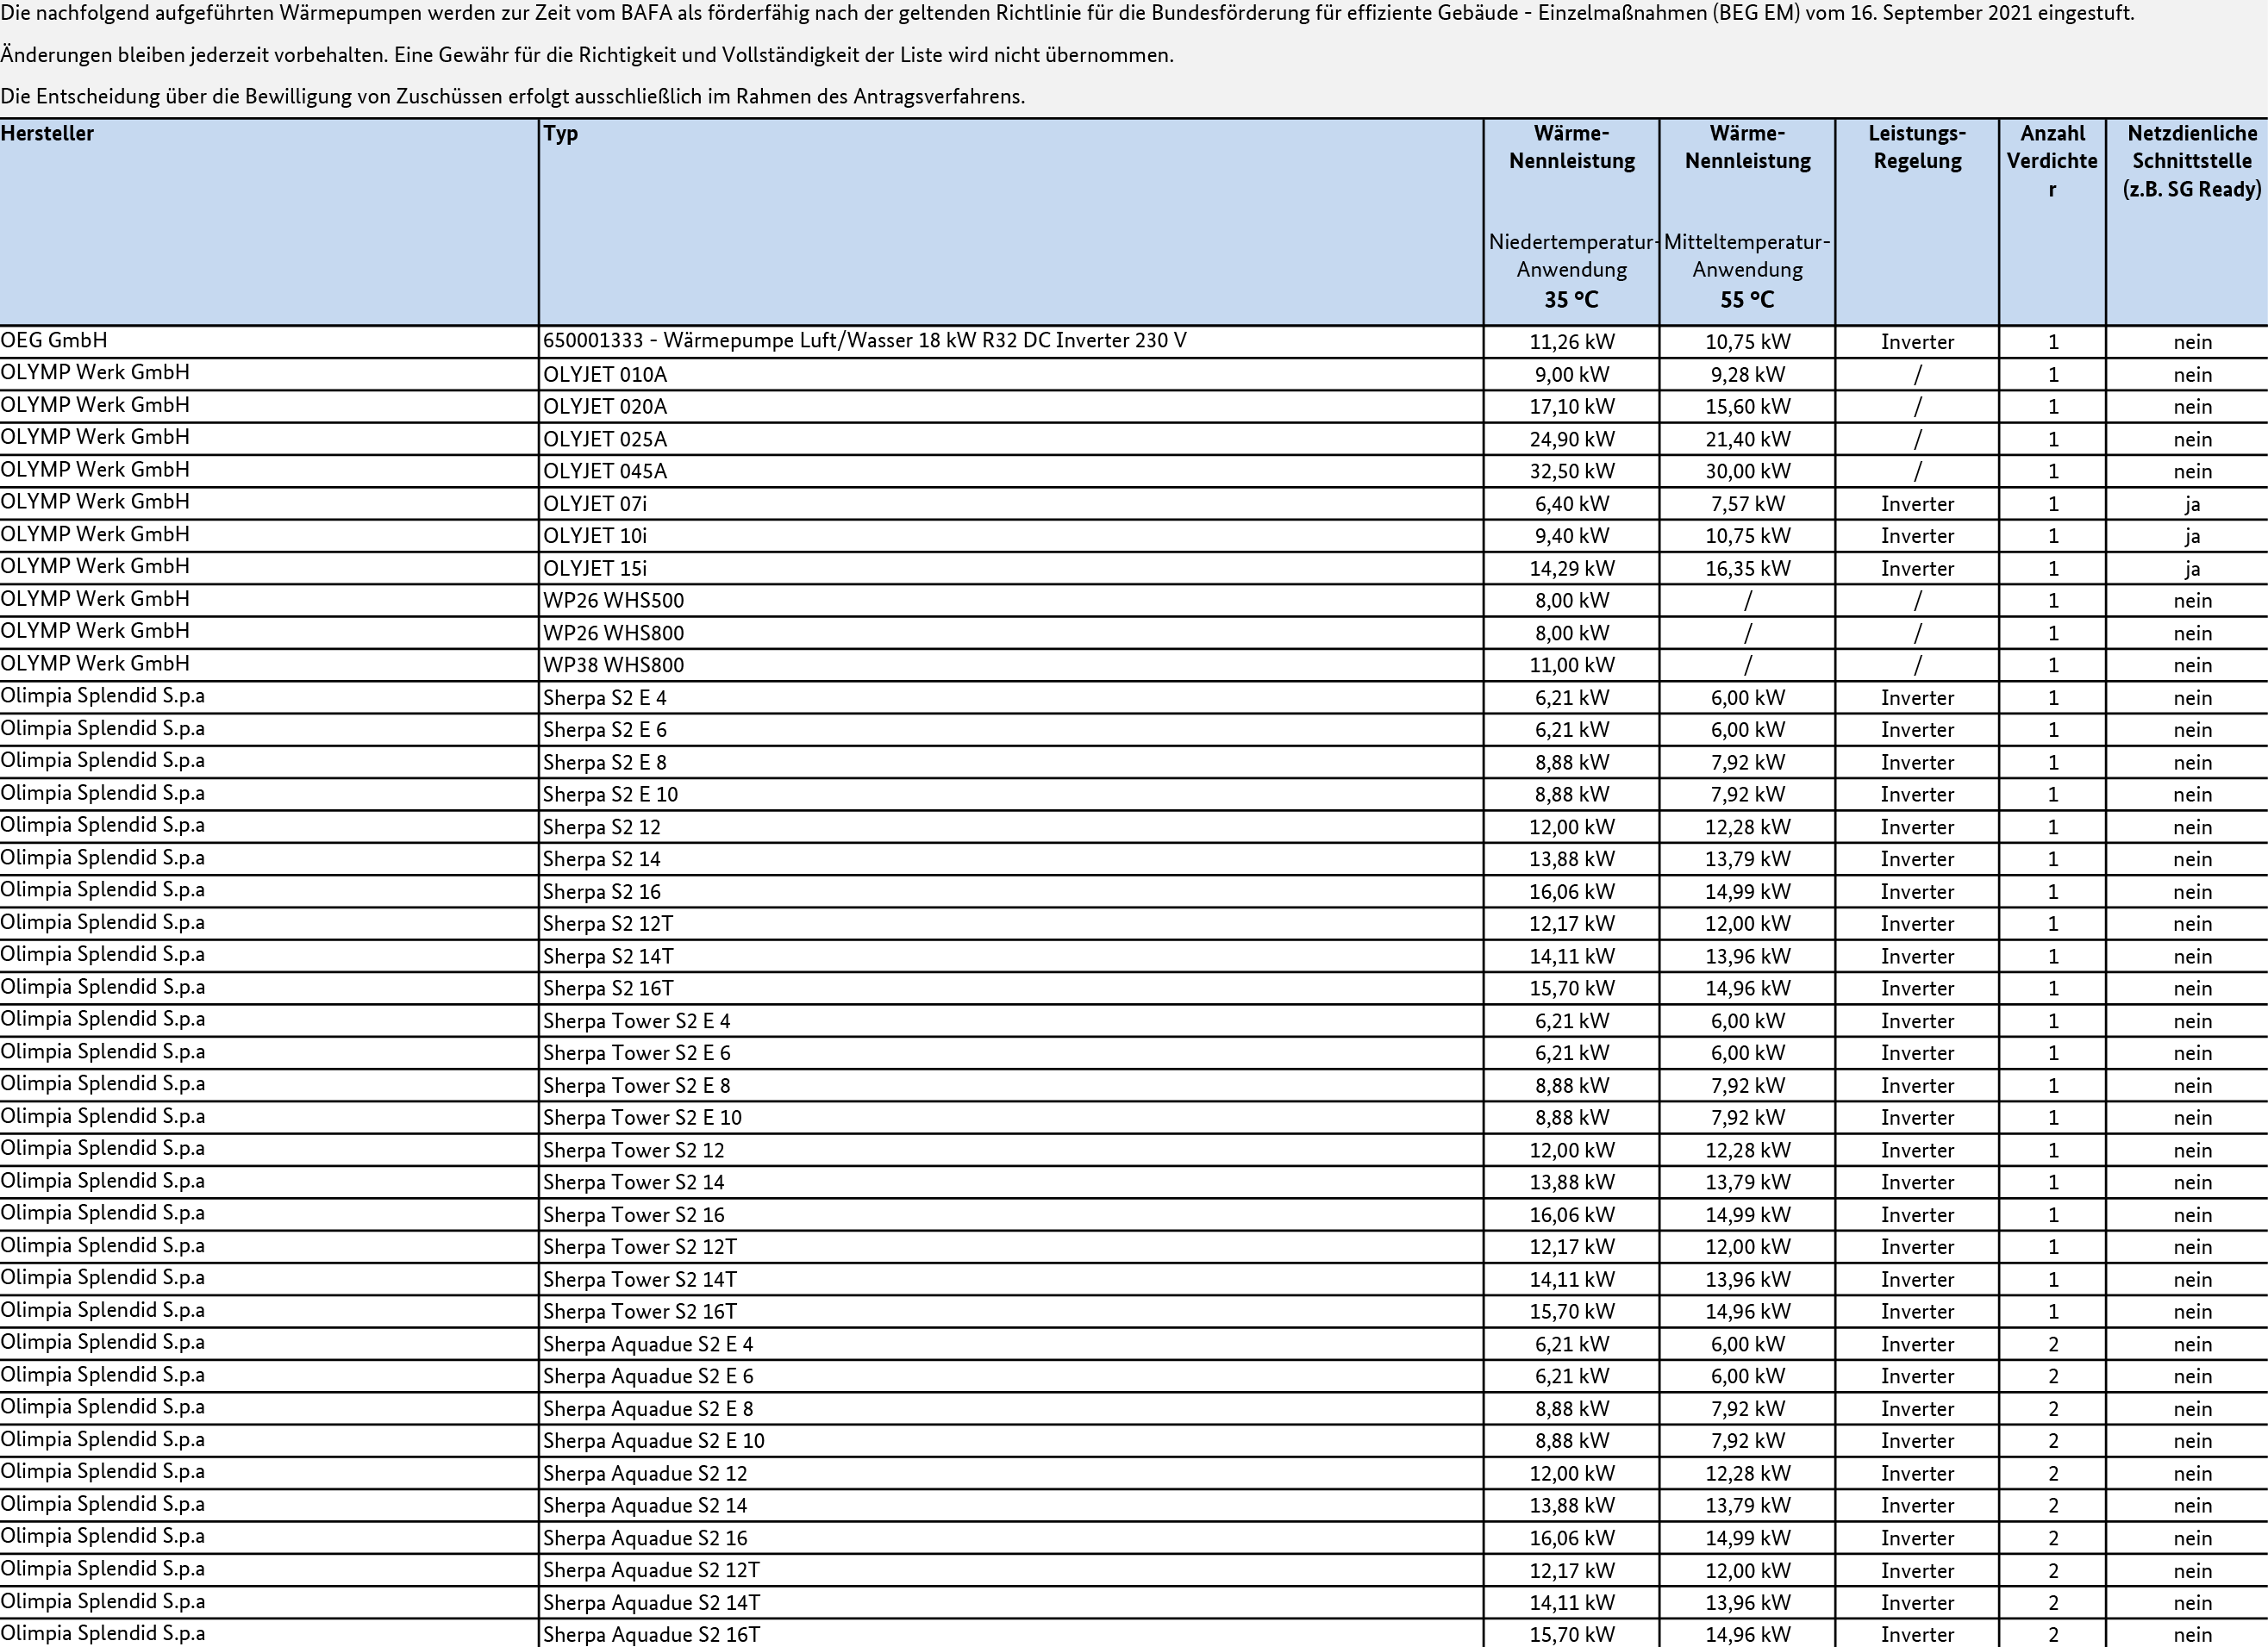 Die nachfolgend aufgeführten Wärmepumpen werden zur Zeit vom BAFA als förderfähig nach der geltenden Richtlinie für die Bundesförderung für effiziente Gebäude - Einzelmaßnahmen (BEG EM) vom 16. September 2021 eingestuft.
Änderungen bleiben jederzeit vorbehalten. Eine Gewähr für die Richtigkeit und Vollständigkeit der Liste wird nicht übernommen.
Die Entscheidung über die Bewilligung von Zuschüssen erfolgt ausschließlich im Rahmen des Antragsverfahrens.
Hersteller Typ Wärme- Wärme- Leistungs- Anzahl Netzdienliche
Nennleistung Nennleistung Regelung Verdichte Schnittstelle
r (z.B. SG Ready)
Niedertemperatur- Mitteltemperatur-
Anwendung Anwendung
35 °C 55 °C
OEG GmbH 650001333 - Wärmepumpe Luft/Wasser 18 kW R32 DC Inverter 230 V 11,26 kW 10,75 kW Inverter 1 nein
OLYMP Werk GmbH OLYJET 010A 9,00 kW 9,28 kW / 1 nein
OLYMP Werk GmbH OLYJET 020A 17,10 kW 15,60 kW / 1 nein
OLYMP Werk GmbH OLYJET 025A 24,90 kW 21,40 kW / 1 nein
OLYMP Werk GmbH OLYJET 045A 32,50 kW 30,00 kW / 1 nein
OLYMP Werk GmbH OLYJET 07i 6,40 kW 7,57 kW Inverter 1 ja
OLYMP Werk GmbH OLYJET 10i 9,40 kW 10,75 kW Inverter 1 ja
OLYMP Werk GmbH OLYJET 15i 14,29 kW 16,35 kW Inverter 1 ja
OLYMP Werk GmbH WP26 WHS500 8,00 kW / / 1 nein
OLYMP Werk GmbH WP26 WHS800 8,00 kW / / 1 nein
OLYMP Werk GmbH WP38 WHS800 11,00 kW / / 1 nein
Olimpia Splendid S.p.a Sherpa S2 E 4 6,21 kW 6,00 kW Inverter 1 nein
Olimpia Splendid S.p.a Sherpa S2 E 6 6,21 kW 6,00 kW Inverter 1 nein
Olimpia Splendid S.p.a Sherpa S2 E 8 8,88 kW 7,92 kW Inverter 1 nein
Olimpia Splendid S.p.a Sherpa S2 E 10 8,88 kW 7,92 kW Inverter 1 nein
Olimpia Splendid S.p.a Sherpa S2 12 12,00 kW 12,28 kW Inverter 1 nein
Olimpia Splendid S.p.a Sherpa S2 14 13,88 kW 13,79 kW Inverter 1 nein
Olimpia Splendid S.p.a Sherpa S2 16 16,06 kW 14,99 kW Inverter 1 nein
Olimpia Splendid S.p.a Sherpa S2 12T 12,17 kW 12,00 kW Inverter 1 nein
Olimpia Splendid S.p.a Sherpa S2 14T 14,11 kW 13,96 kW Inverter 1 nein
Olimpia Splendid S.p.a Sherpa S2 16T 15,70 kW 14,96 kW Inverter 1 nein
Olimpia Splendid S.p.a Sherpa Tower S2 E 4 6,21 kW 6,00 kW Inverter 1 nein
Olimpia Splendid S.p.a Sherpa Tower S2 E 6 6,21 kW 6,00 kW Inverter 1 nein
Olimpia Splendid S.p.a Sherpa Tower S2 E 8 8,88 kW 7,92 kW Inverter 1 nein
Olimpia Splendid S.p.a Sherpa Tower S2 E 10 8,88 kW 7,92 kW Inverter 1 nein
Olimpia Splendid S.p.a Sherpa Tower S2 12 12,00 kW 12,28 kW Inverter 1 nein
Olimpia Splendid S.p.a Sherpa Tower S2 14 13,88 kW 13,79 kW Inverter 1 nein
Olimpia Splendid S.p.a Sherpa Tower S2 16 16,06 kW 14,99 kW Inverter 1 nein
Olimpia Splendid S.p.a Sherpa Tower S2 12T 12,17 kW 12,00 kW Inverter 1 nein
Olimpia Splendid S.p.a Sherpa Tower S2 14T 14,11 kW 13,96 kW Inverter 1 nein
Olimpia Splendid S.p.a Sherpa Tower S2 16T 15,70 kW 14,96 kW Inverter 1 nein
Olimpia Splendid S.p.a Sherpa Aquadue S2 E 4 6,21 kW 6,00 kW Inverter 2 nein
Olimpia Splendid S.p.a Sherpa Aquadue S2 E 6 6,21 kW 6,00 kW Inverter 2 nein
Olimpia Splendid S.p.a Sherpa Aquadue S2 E 8 8,88 kW 7,92 kW Inverter 2 nein
Olimpia Splendid S.p.a Sherpa Aquadue S2 E 10 8,88 kW 7,92 kW Inverter 2 nein
Olimpia Splendid S.p.a Sherpa Aquadue S2 12 12,00 kW 12,28 kW Inverter 2 nein
Olimpia Splendid S.p.a Sherpa Aquadue S2 14 13,88 kW 13,79 kW Inverter 2 nein
Olimpia Splendid S.p.a Sherpa Aquadue S2 16 16,06 kW 14,99 kW Inverter 2 nein
Olimpia Splendid S.p.a Sherpa Aquadue S2 12T 12,17 kW 12,00 kW Inverter 2 nein
Olimpia Splendid S.p.a Sherpa Aquadue S2 14T 14,11 kW 13,96 kW Inverter 2 nein
Olimpia Splendid S.p.a Sherpa Aquadue S2 16T 15,70 kW 14,96 kW Inverter 2 nein